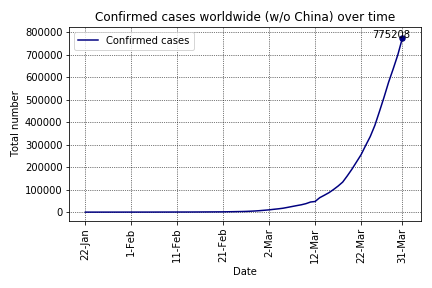 Confirmed cases worldwide (w/o China) over time
775208
Confirmed cases
800000
700000
600000
500000
400000
300000
200000
100000
0
Total number
22-Jan
1-Feb
11-Feb
21-Feb
2-Mar
12-Mar
22-Mar
31-Mar
Date